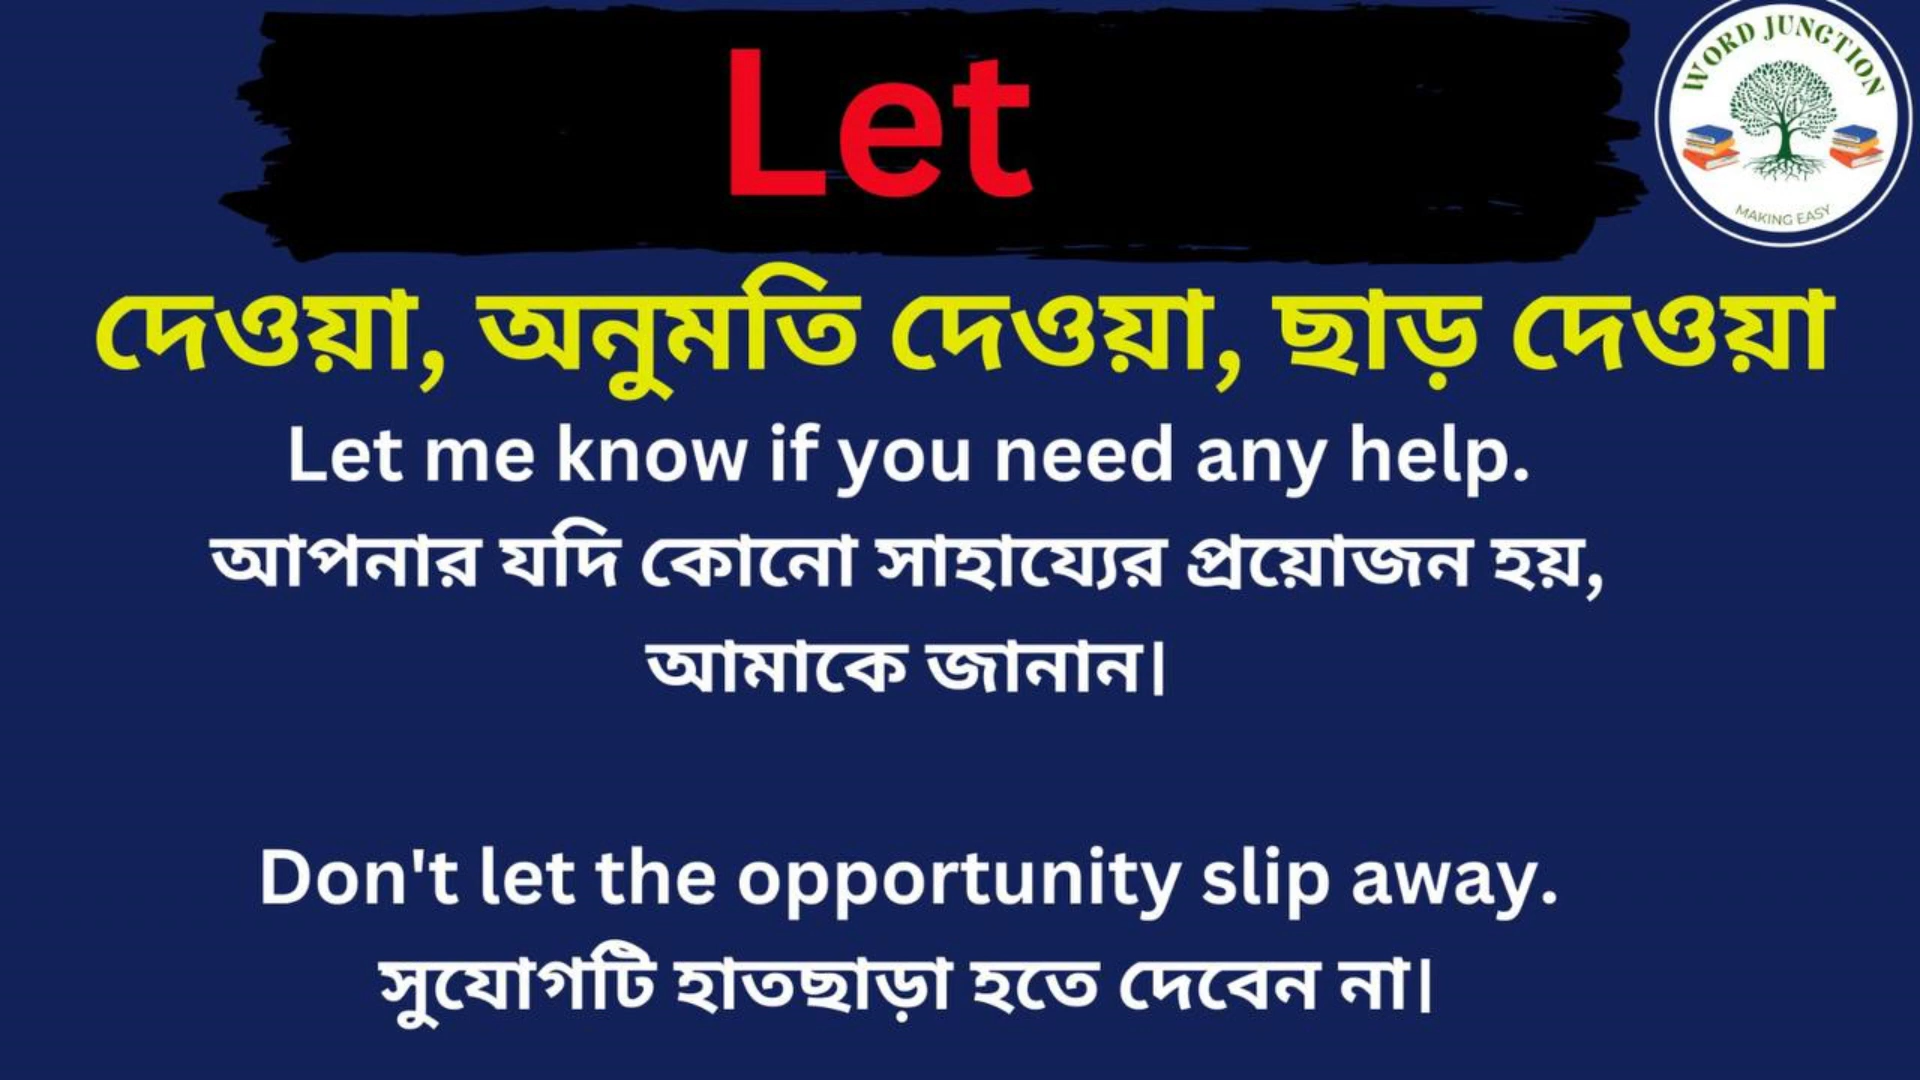 Let
WORD JUNCTION
MAKING EASY
দেওয়া, অনুমতি দেওয়া, ছাড় দেওয়া
Let me know if you need any help.
আপনার যদি কোনো সাহায্যের প্রয়োজন হয়,
আমাকে জানান।
Don't let the opportunity slip away.
সুযোগটি হাতছাড়া হতে দেবেন না।